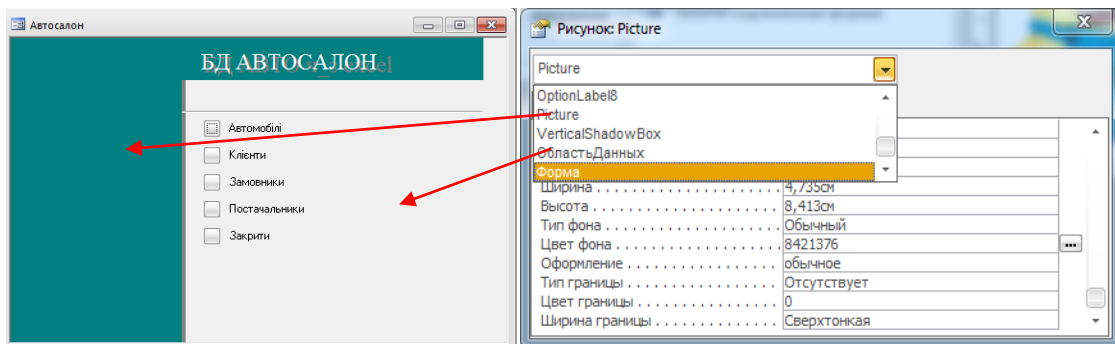 Автосалон
БД АВТОСАЛОН
Автомобілі
Клієнти
Замовники
Постачальники
Закрити
Рисунок: Picture
Picture
OptionLabel8
Picture
VerticalShadowBox
ОбластьДанных
Форма
Ширина 4,735см
Высота 8,413см
Тип фона Обычный
Цвет фона 8421376
Оформление обычное
Тип границы Отсутствует
Цвет границы 0
Ширина границы Сверхтонкая